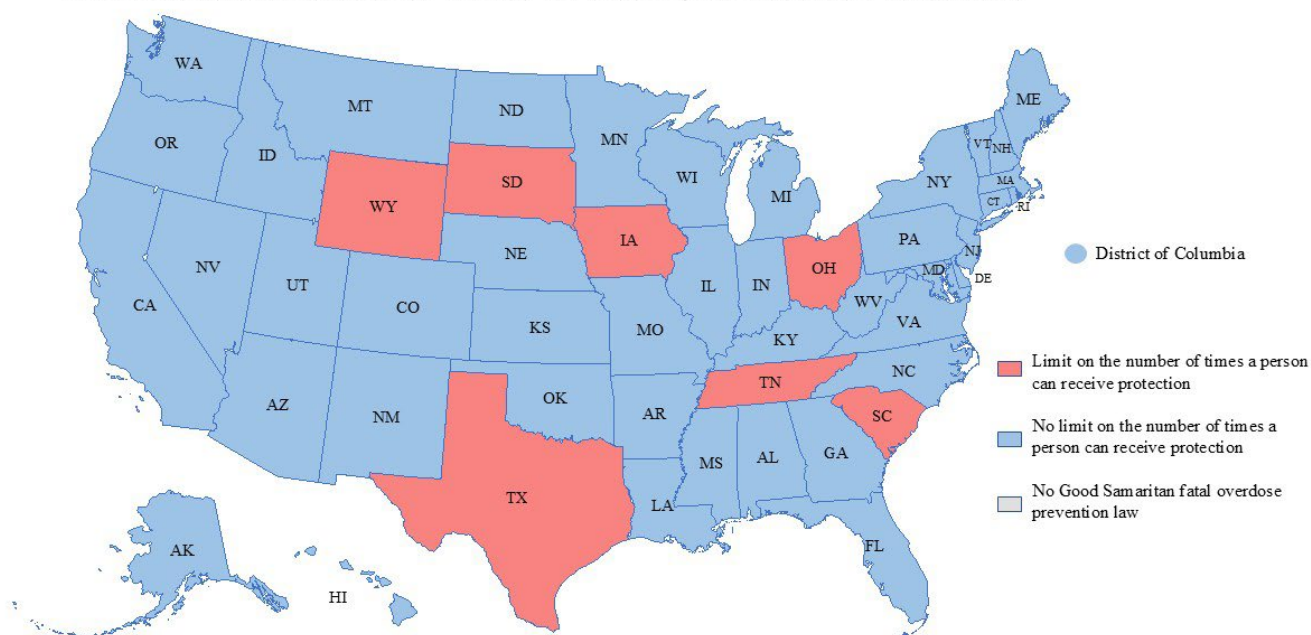 WA
MT
ND
MN
ME
OR
ID
SD
WI
MI
VT
NH
NY
MA
CT
RI
WY
IA
NE
PA
NJ
OH
MD
DE
District of Columbia
NV
UT
CO
IL
IN
WV
VA
CA
KS
MO
KY
Limit on the number of times a person
can receive protection
AZ
NM
OK
AR
TN
NC
SC
No limit on the number of times a
person can receive protection
MS
AL
GA
TX
LA
No Good Samaritan fatal overdose
prevention law
FL
AK
HI